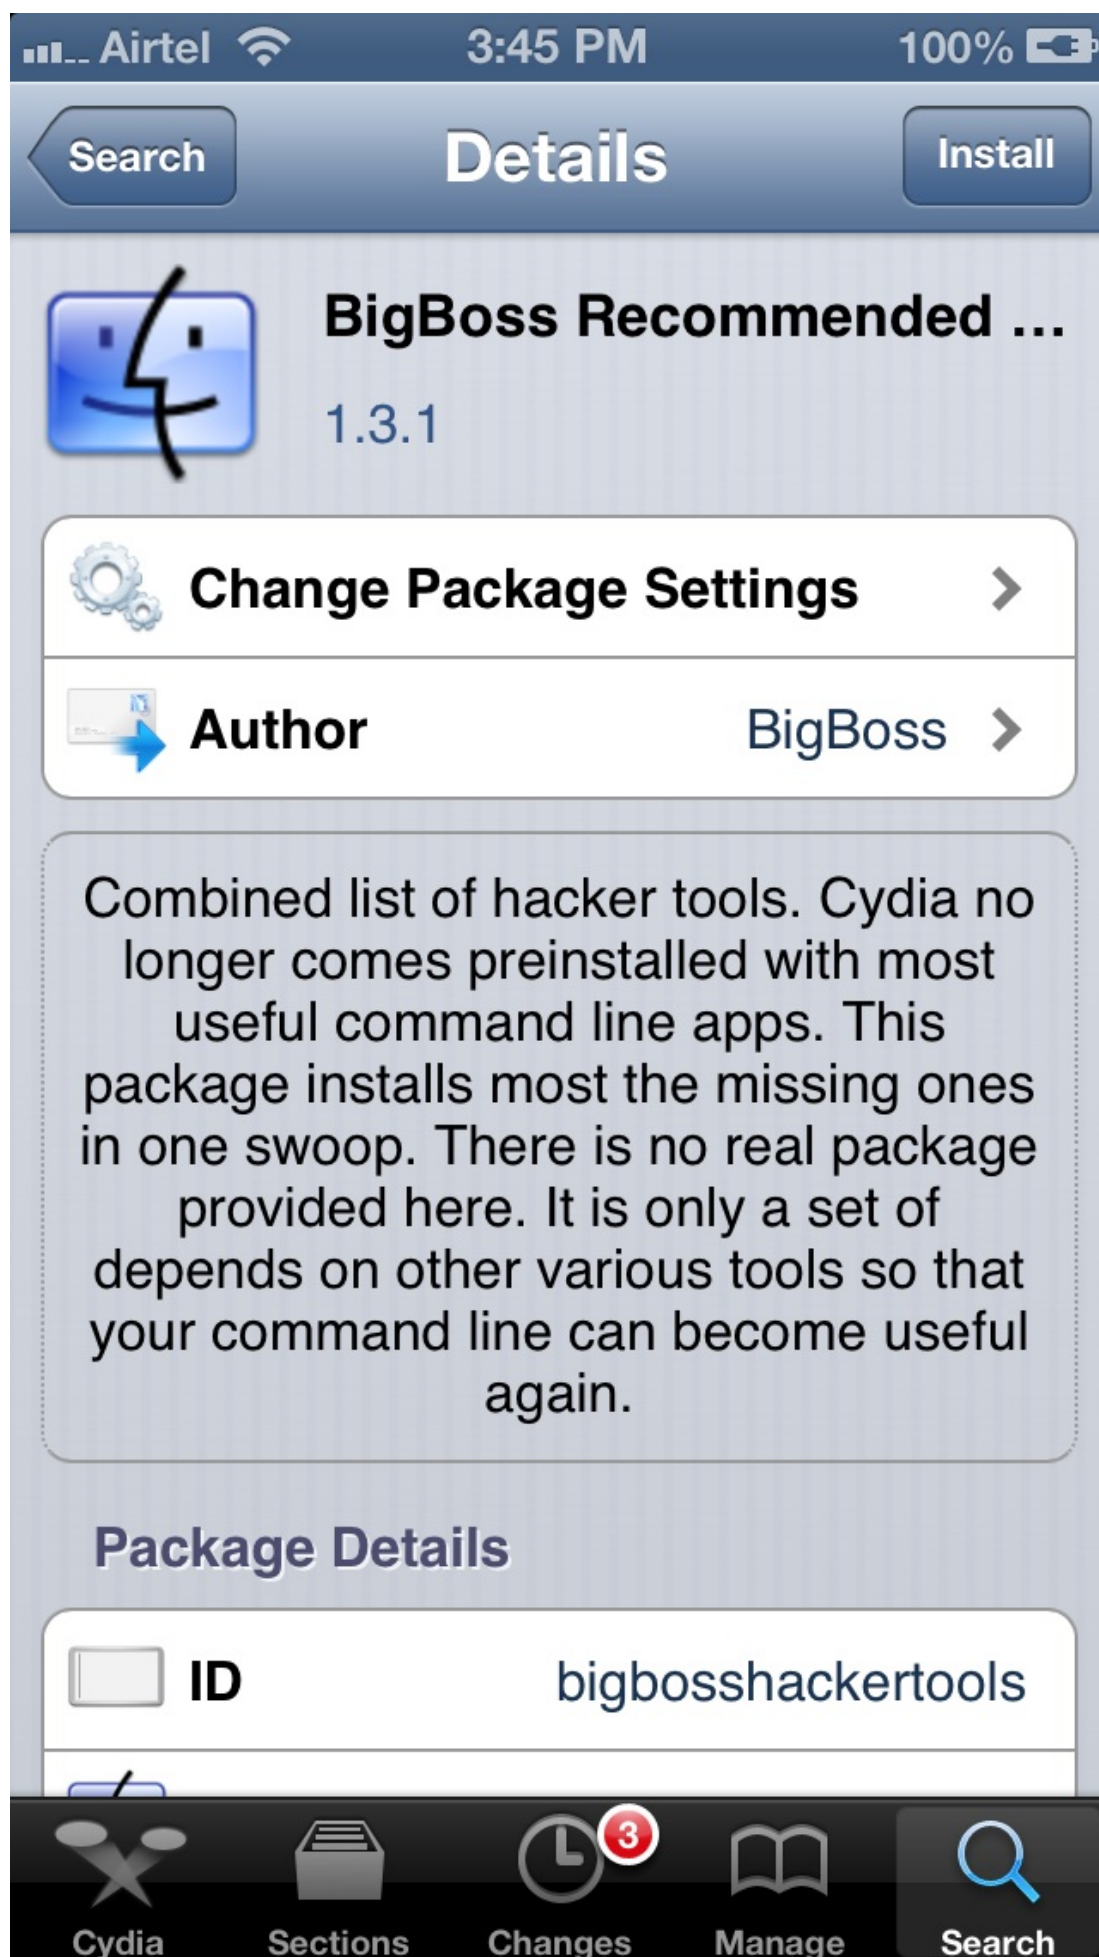 Airtel 3:45 PM 100%
Search Details Install
BigBoss Recommended ...
1.3.1
Change Package Settings
Author BigBoss
Combined list of hacker tools. Cydia no
longer comes preinstalled with most
useful command line apps. This
package installs most the missing ones
in one swoop. There is no real package
provided here. It is only a set of
depends on other various tools so that
your command line can become useful
again.
Package Details
ID bigbosshackertools
3
Cydia Sections Changes Manage Search